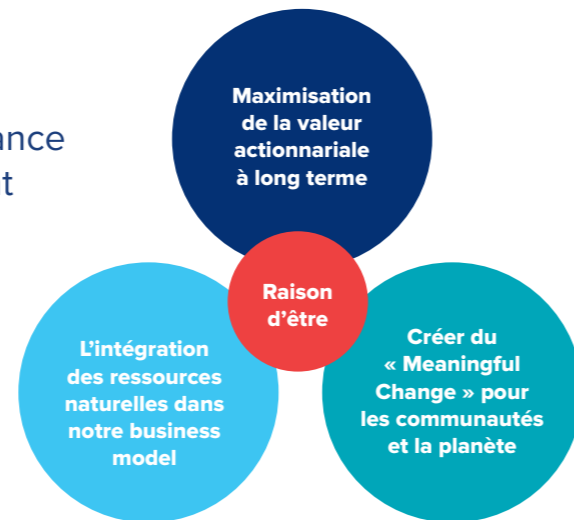 Maximisation
de la valeur
actionnariale
à long terme
Raison
d'être
L'intégration
des ressources
naturelles dans
notre business
model
Créer du
« Meaningful
Change » pour
les communautés
et la planète